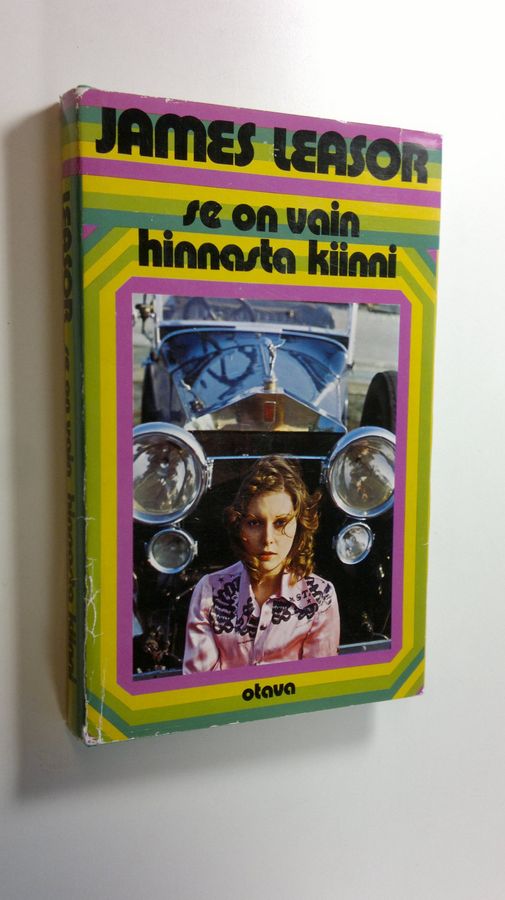 JAMES LEASOR
se on vain
hinnasta kiinni
otava
LEASOR se on vain hinnasta kiinni